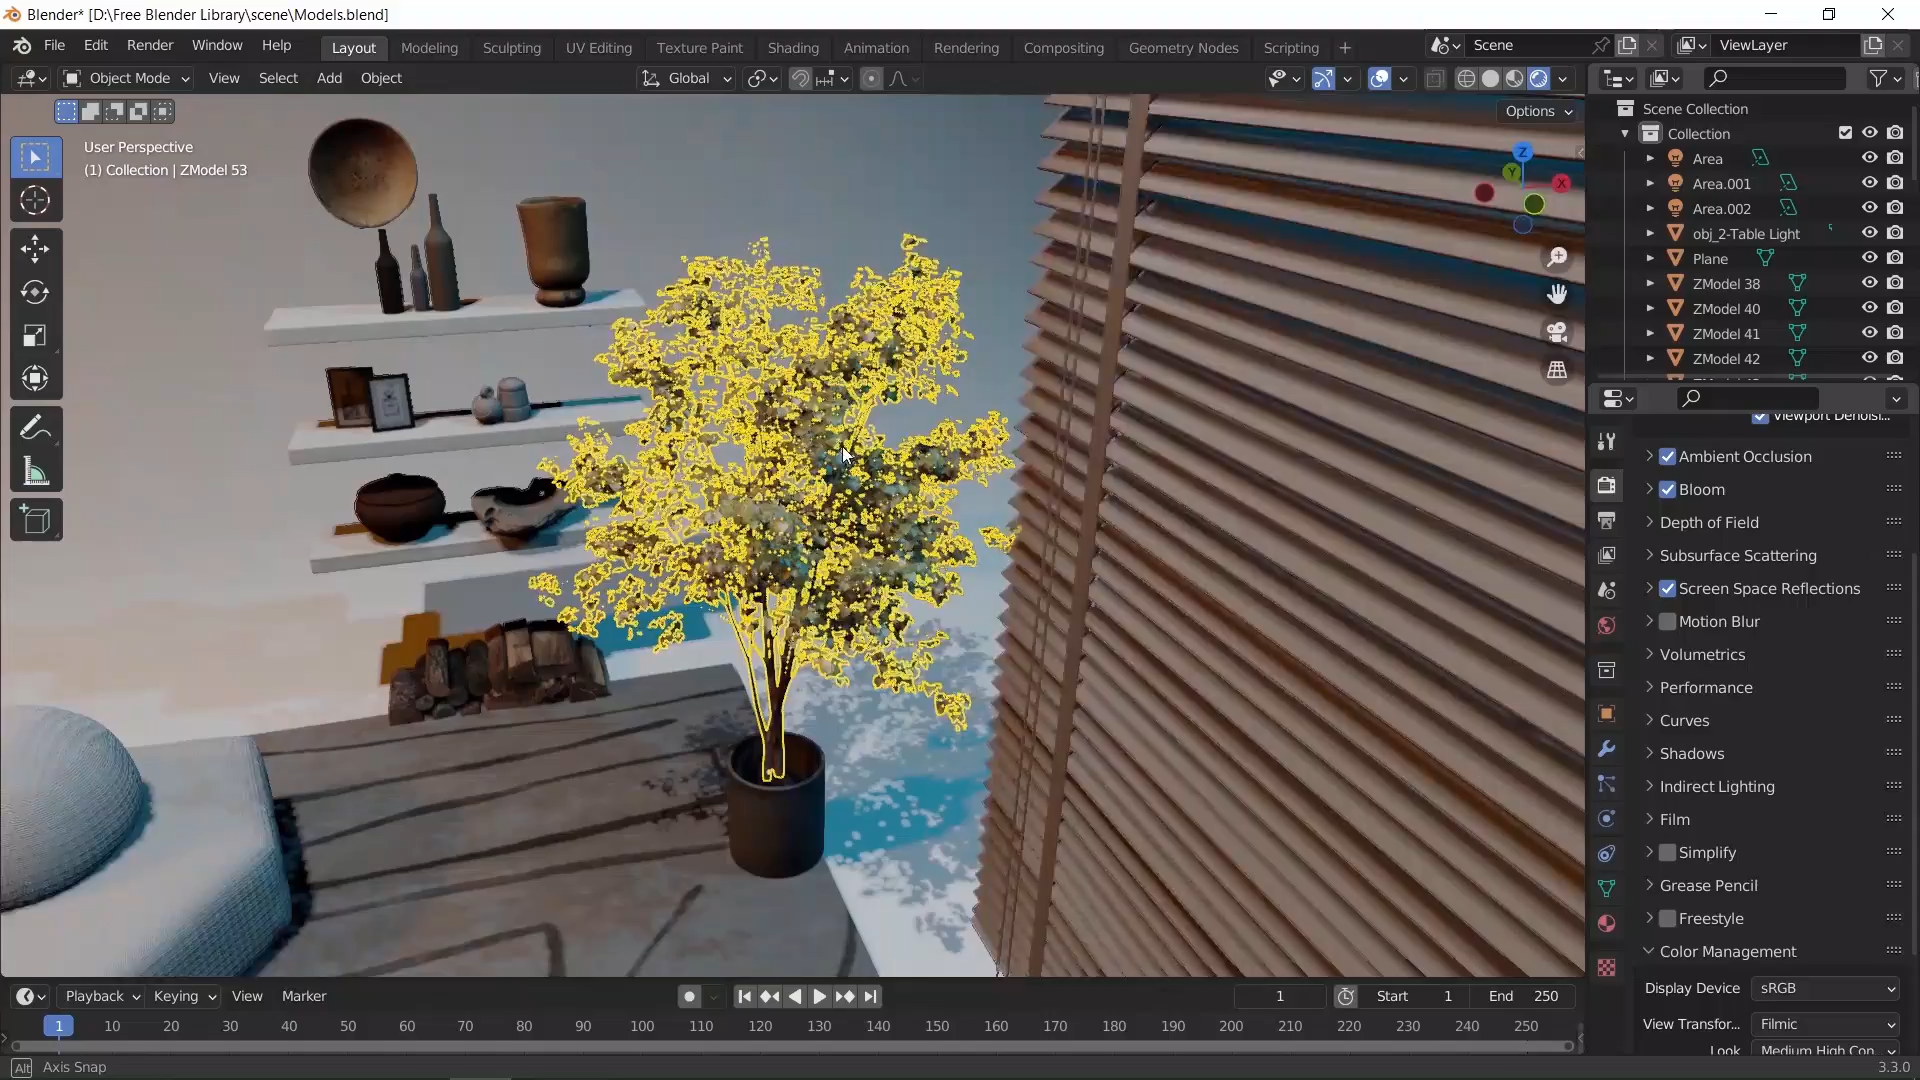 Blender* [D:\Free Blender Library\scene\Models.blend]
File Edit Render Window Help Layout Modeling Sculpting UV Editing Texture Paint Shading Animation Rendering Compositing Geometry Nodes Scripting + Scene ViewLayer
Object Mode View Select Add Object Global
Options
User Perspective
(1) Collection | ZModel 53
Z
Y
X
Scene Collection
Collection
Area
Area.001
Area.002
obj_2-Table Light
Plane
ZModel 38
ZModel 40
ZModel 41
ZModel 42
Viewport Denoisi...
Ambient Occlusion
Bloom
Depth of Field
Subsurface Scattering
Screen Space Reflections
Motion Blur
Volumetrics
Performance
Curves
Shadows
Indirect Lighting
Film
Simplify
Grease Pencil
Freestyle
Color Management
Display Device sRGB
View Transfor... Filmic
Look Medium High Con...
Playback Keying View Marker 1 Start 1 End 250
1 10 20 30 40 50 60 70 80 90 100 110 120 130 140 150 160 170 180 190 200 210 220 230 240 250
Alt Axis Snap
3.3.0